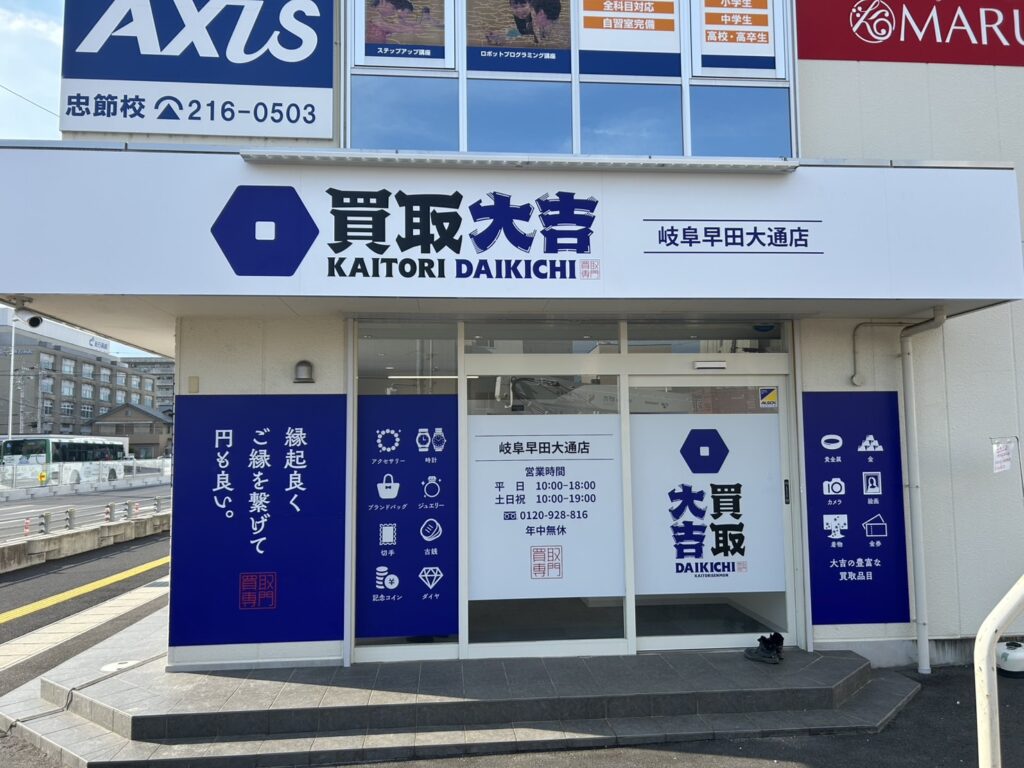 AXIS
忠節校 216-0503
ステップアップ講座
ロボットプログラミング講座
全科目対応
自習室完備
小学生
中学生
高校・高卒生
MARU
買取大吉
KAITORI DAIKICHI
買取専門
岐阜早田大通店
縁起良く
ご縁を繋げて
円も良い。
買取専門
アクセサリー
時計
ブランドバッグ
ジュエリー
切手
古銭
記念コイン
ダイヤ
岐阜早田大通店
営業時間
平 日 10:00-18:00
土日祝 10:00-19:00
0120-928-816
年中無休
買取専門
買取
大吉
DAIKICHI
KAITORISENMON
貴金属
金
カメラ
絵画
着物
金券
大吉の豊富な
買取品目